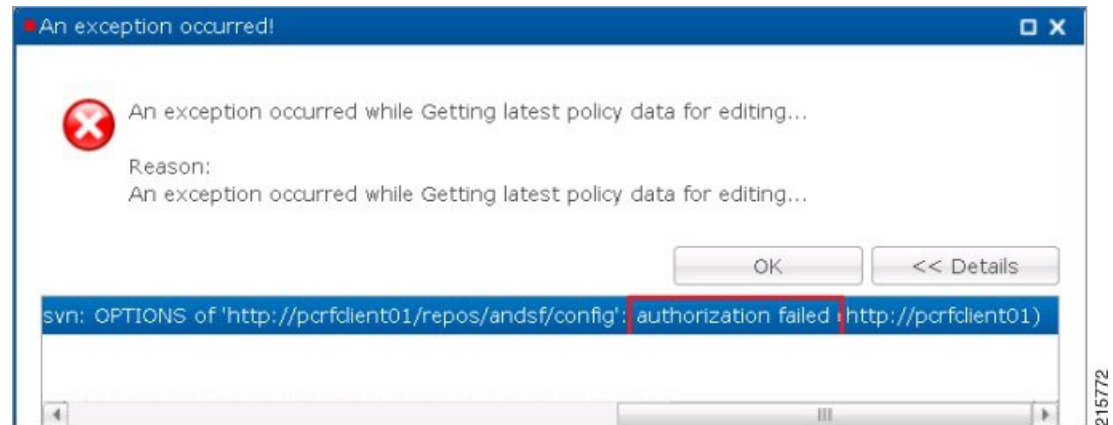 An exception occurred!
An exception occurred while Getting latest policy data for editing...
Reason:
An exception occurred while Getting latest policy data for editing...
OK
<< Details
svn: OPTIONS of 'http://pcrfclient01/repos/andsf/config': authorization failed (http://pcrfclient01)
215772